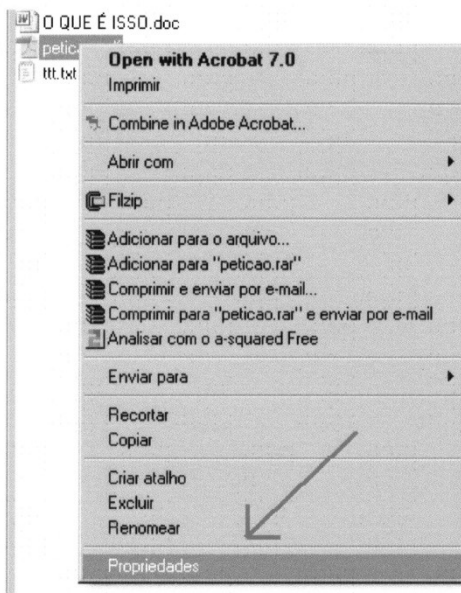 O QUE É ISSO.doc
ttt.txt
Open with Acrobat 7.0
Imprimir
Combine in Adobe Acrobat...
Abrir com
Filzip
Adicionar para o arquivo...
Adicionar para "peticao.rar"
Comprimir e enviar por e-mail...
Comprimir para "peticao.rar" e enviar por e-mail
Analisar com o a-squared Free
Enviar para
Recortar
Copiar
Criar atalho
Excluir
Renomear
Propriedades